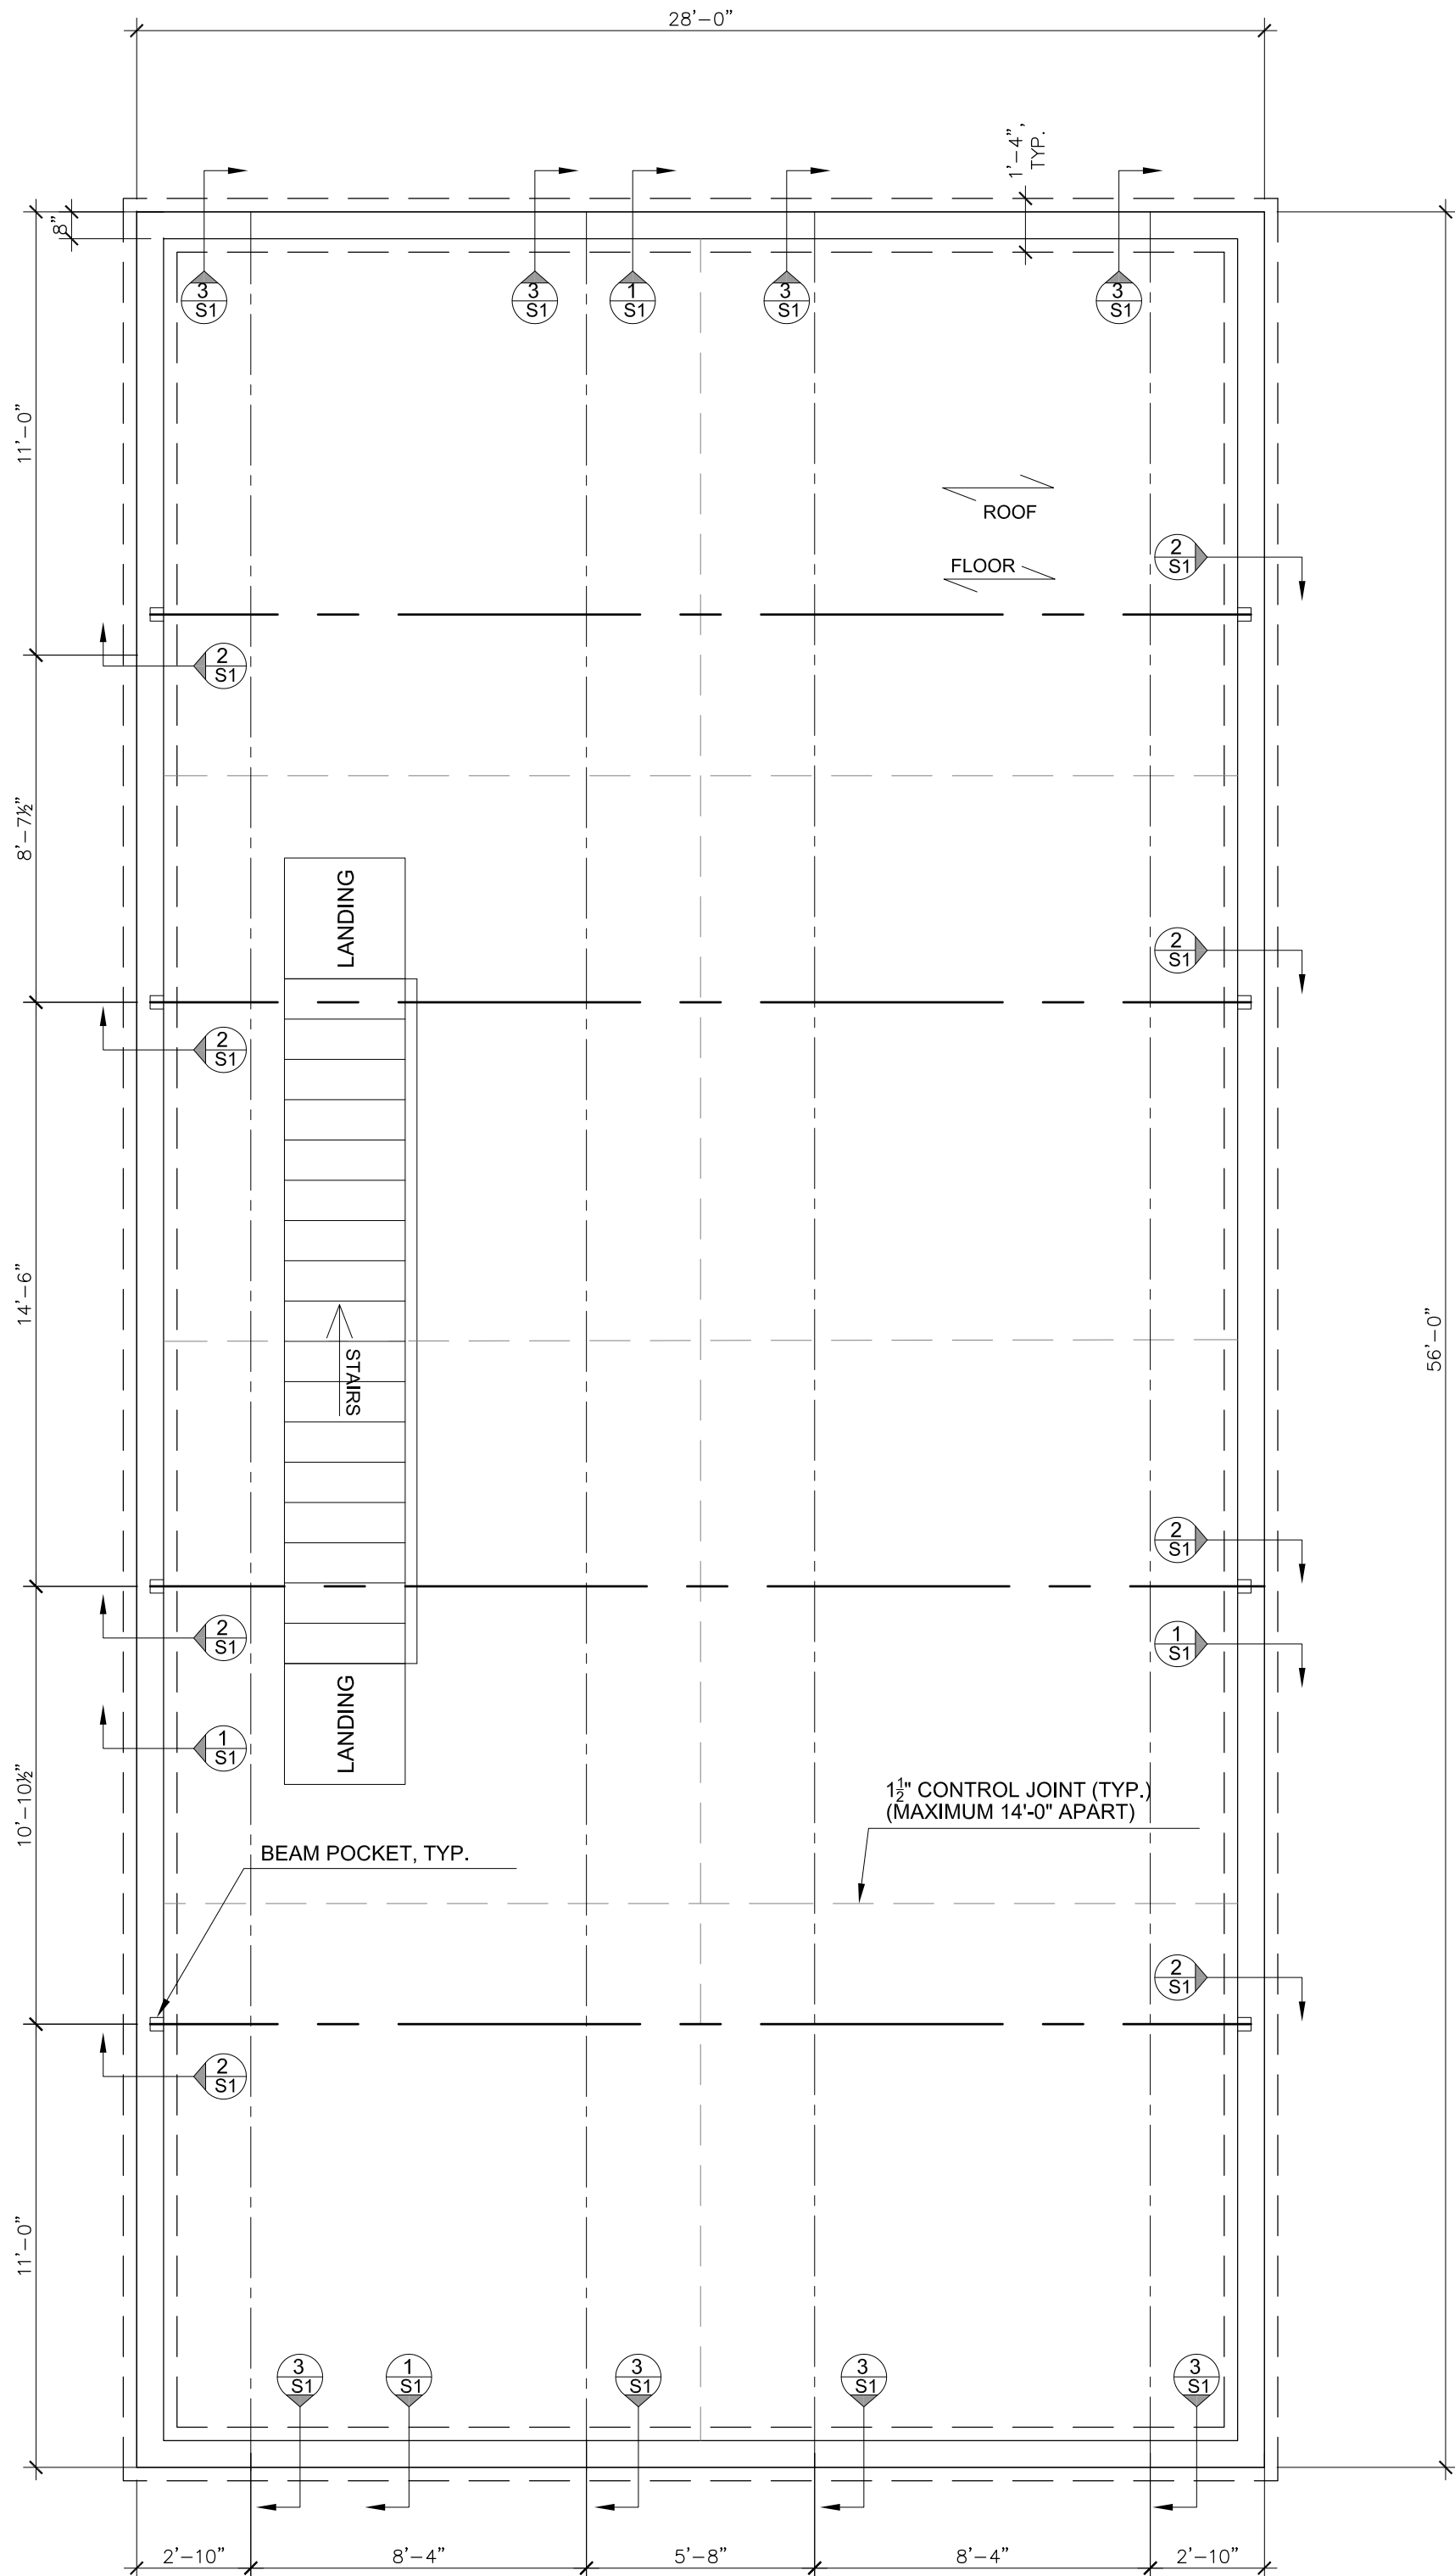 28'-0"
1'-4",
TYP.
8"
3
S1
3
S1
1
S1
3
S1
3
S1
11'-0"
ROOF
FLOOR
2
S1
2
S1
8'-7½"
LANDING
2
S1
2
S1
14'-6"
STAIRS
56'-0"
2
S1
2
S1
1
S1
LANDING
1
S1
10'-10½"
1½" CONTROL JOINT (TYP.)
(MAXIMUM 14'-0" APART)
BEAM POCKET, TYP.
2
S1
2
S1
11'-0"
3
S1
1
S1
3
S1
3
S1
3
S1
2'-10"
8'-4"
5'-8"
8'-4"
2'-10"